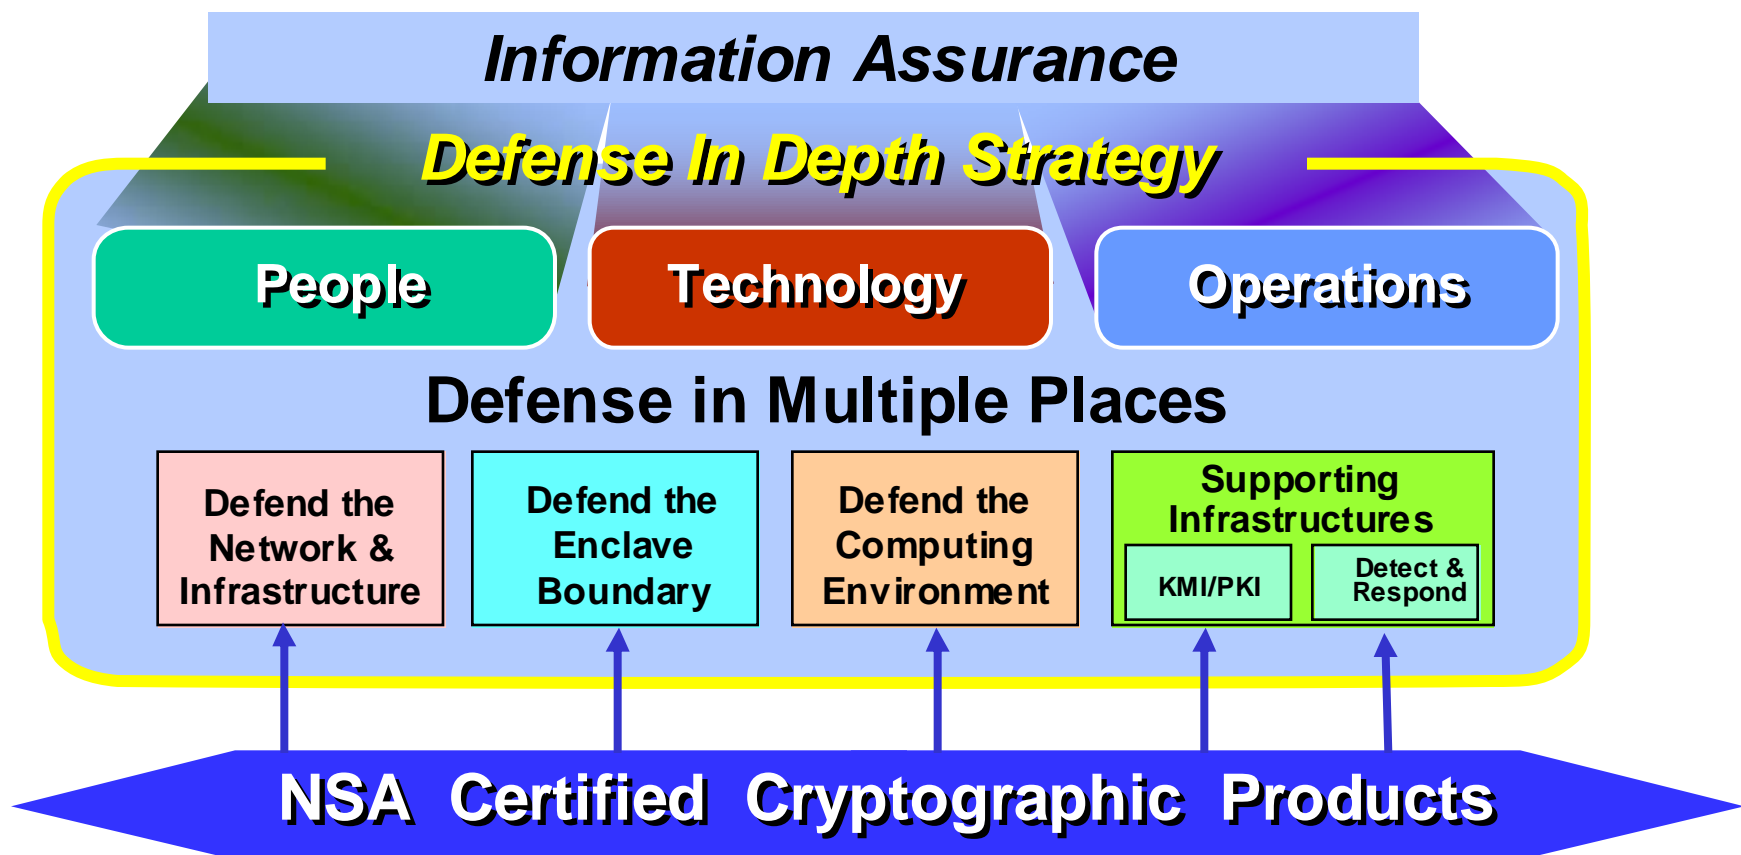 Information Assurance
Defense In Depth Strategy
People
Technology
Operations
Defense in Multiple Places
Defend the
Network &
Infrastructure
Defend the
Enclave
Boundary
Defend the
Computing
Environment
Supporting
Infrastructures
KMI/PKI
Detect &
Respond
NSA Certified Cryptographic Products